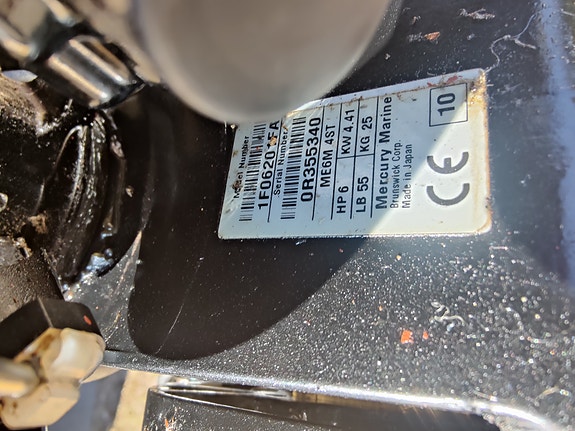 Model Number
Serial Number
0R355340
ME6M 4ST
HP 6 KW 4.41
LB 55 KG 25
Mercury Marine
Brunswick Corp.
Made in Japan
CE
10